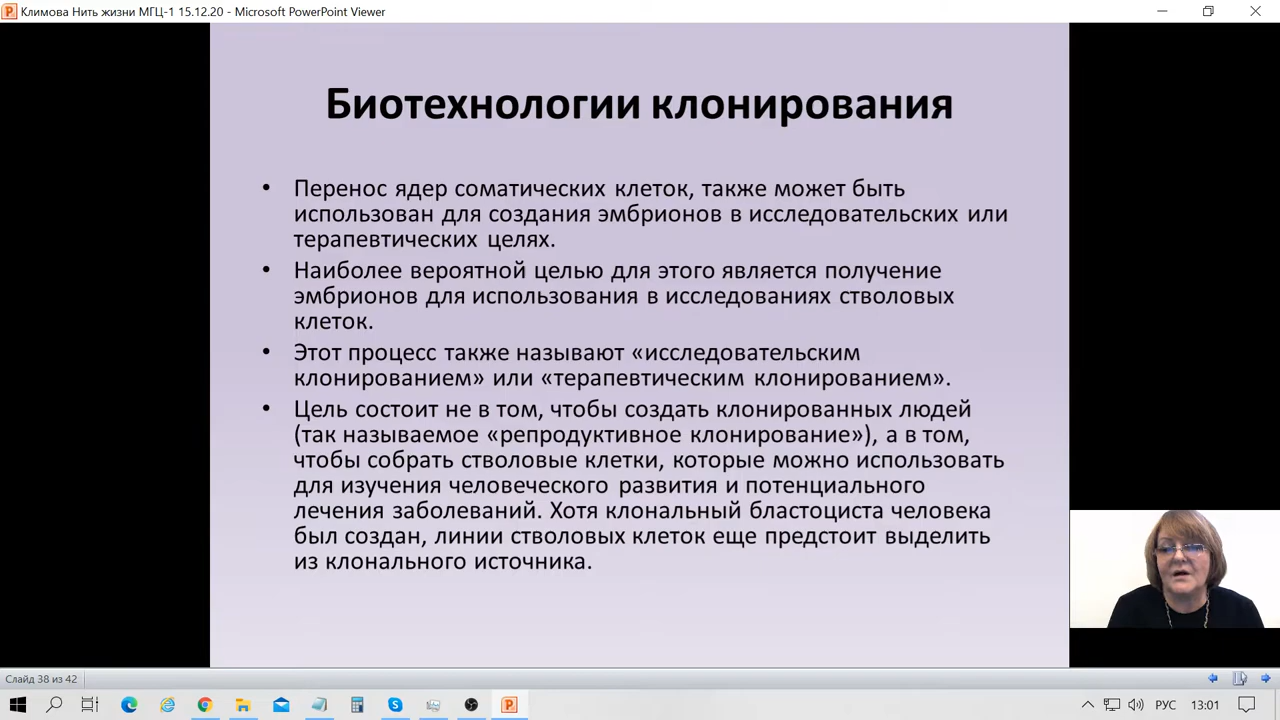 Климова Нить жизни МГЦ-1 15.12.20 - Microsoft PowerPoint Viewer
Биотехнологии клонирования
• Перенос ядер соматических клеток, также может быть
использован для создания эмбрионов в исследовательских или
терапевтических целях.
• Наиболее вероятной целью для этого является получение
эмбрионов для использования в исследованиях стволовых
клеток.
• Этот процесс также называют «исследовательским
клонированием» или «терапевтическим клонированием».
• Цель состоит не в том, чтобы создать клонированных людей
(так называемое «репродуктивное клонирование»), а в том,
чтобы собрать стволовые клетки, которые можно использовать
для изучения человеческого развития и потенциального
лечения заболеваний. Хотя клональный бластоциста человека
был создан, линии стволовых клеток еще предстоит выделить
из клонального источника.
Слайд 38 из 42
РУС
13:01